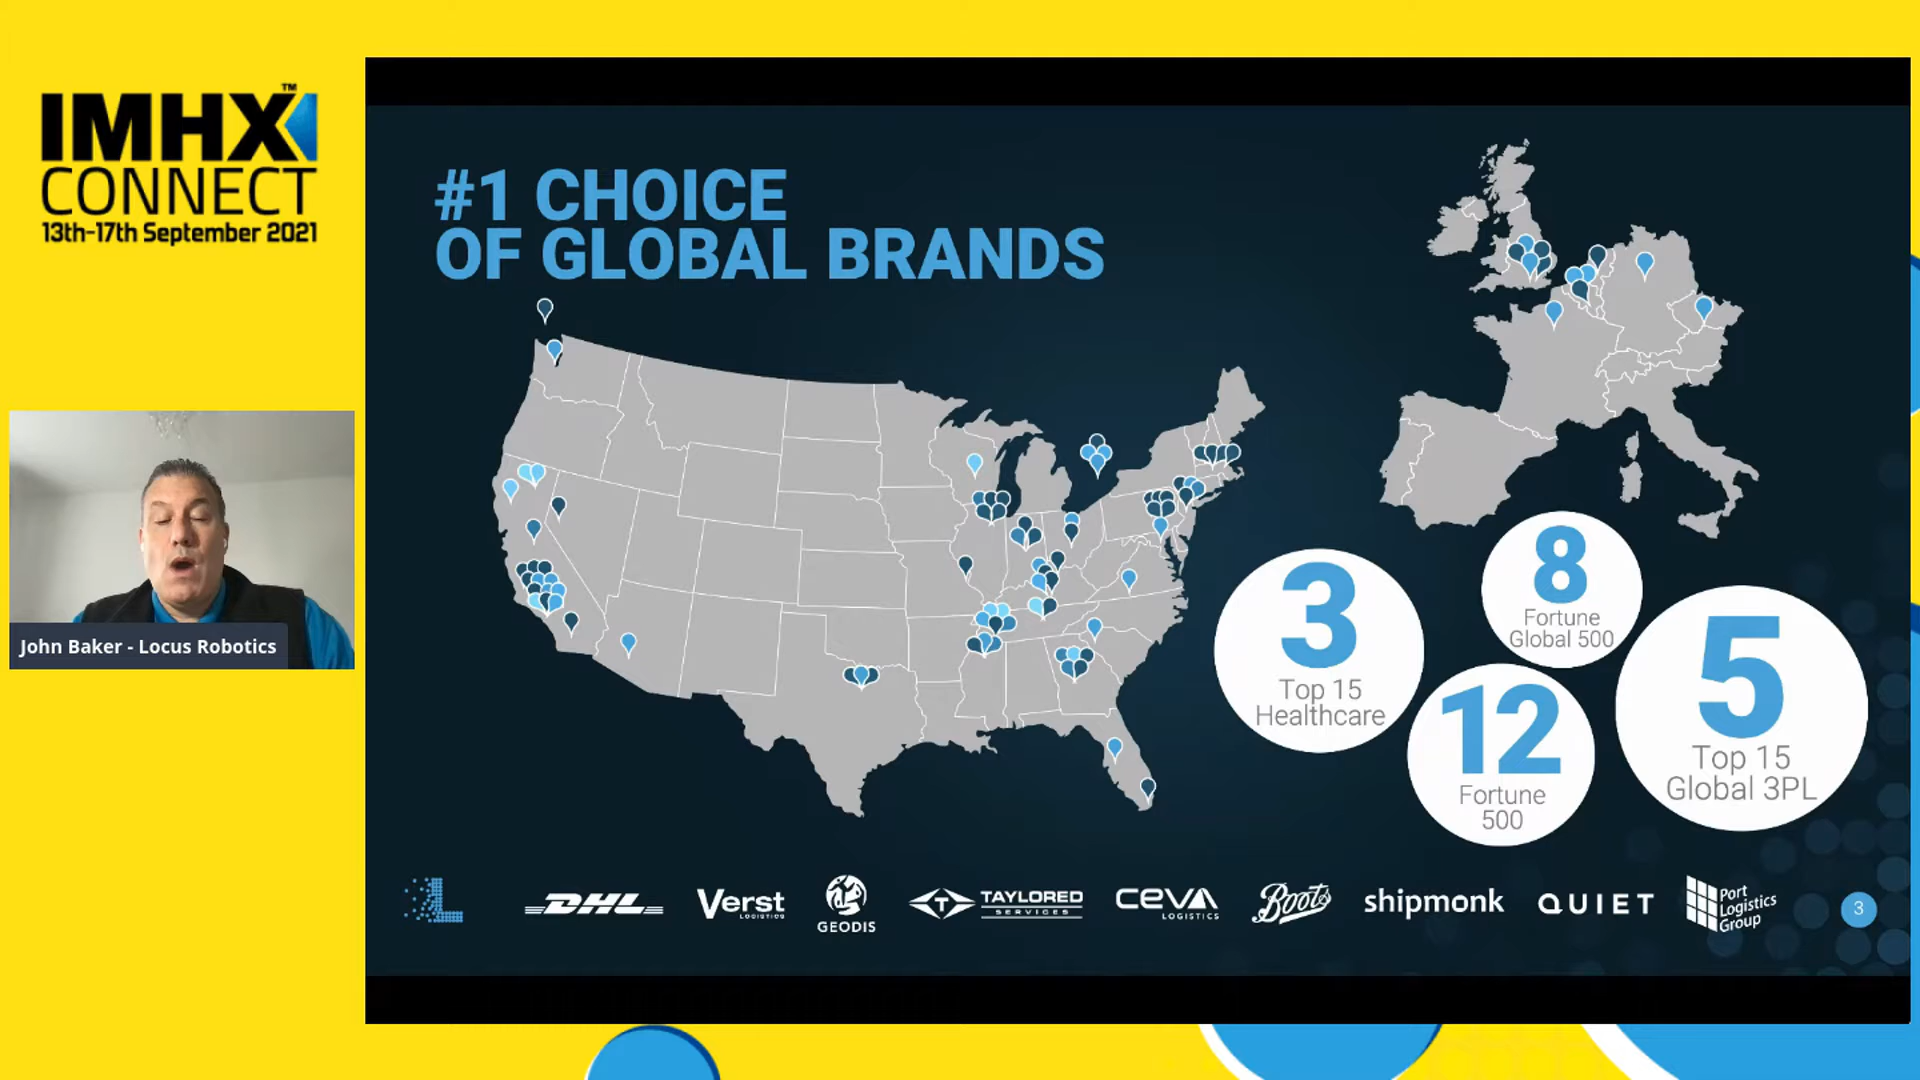 IMHX™
CONNECT
13th-17th September 2021
John Baker - Locus Robotics
#1 CHOICE
OF GLOBAL BRANDS
3
Top 15
Healthcare
8
Fortune
Global 500
12
Fortune
500
5
Top 15
Global 3PL
L
DHL
Verst
LOGISTICS
GEODIS
T
TAYLORED
SERVICES
CEVA
LOGISTICS
Boots
shipmonk
QUIET
Port
Logistics
Group
3